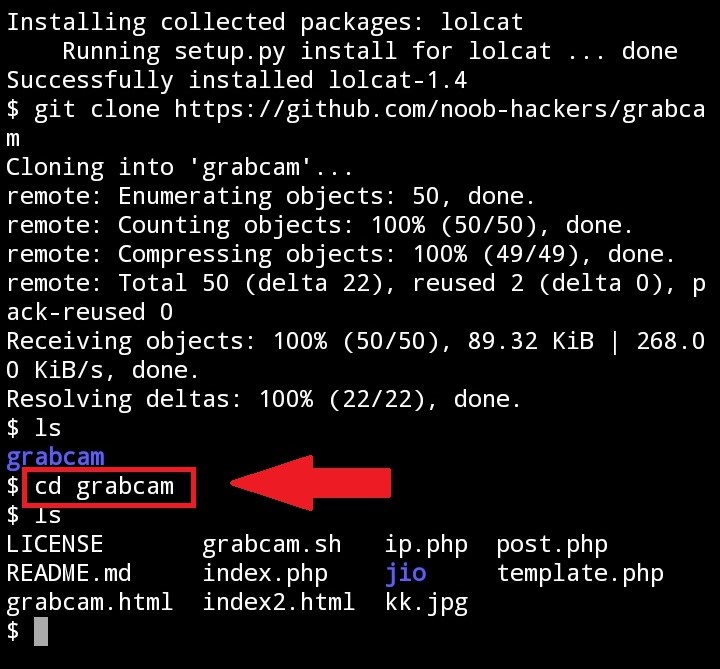 Installing collected packages: lolcat
    Running setup.py install for lolcat ... done
Successfully installed lolcat-1.4
$ git clone https://github.com/noob-hackers/grabca
m
Cloning into 'grabcam'...
remote: Enumerating objects: 50, done.
remote: Counting objects: 100% (50/50), done.
remote: Compressing objects: 100% (49/49), done.
remote: Total 50 (delta 22), reused 2 (delta 0), p
ack-reused 0
Receiving objects: 100% (50/50), 89.32 KiB | 268.0
0 KiB/s, done.
Resolving deltas: 100% (22/22), done.
$ ls
grabcam
$ cd grabcam
$ ls
LICENSE       grabcam.sh   ip.php  post.php
README.md     index.php    jio     template.php
grabcam.html  index2.html  kk.jpg
$